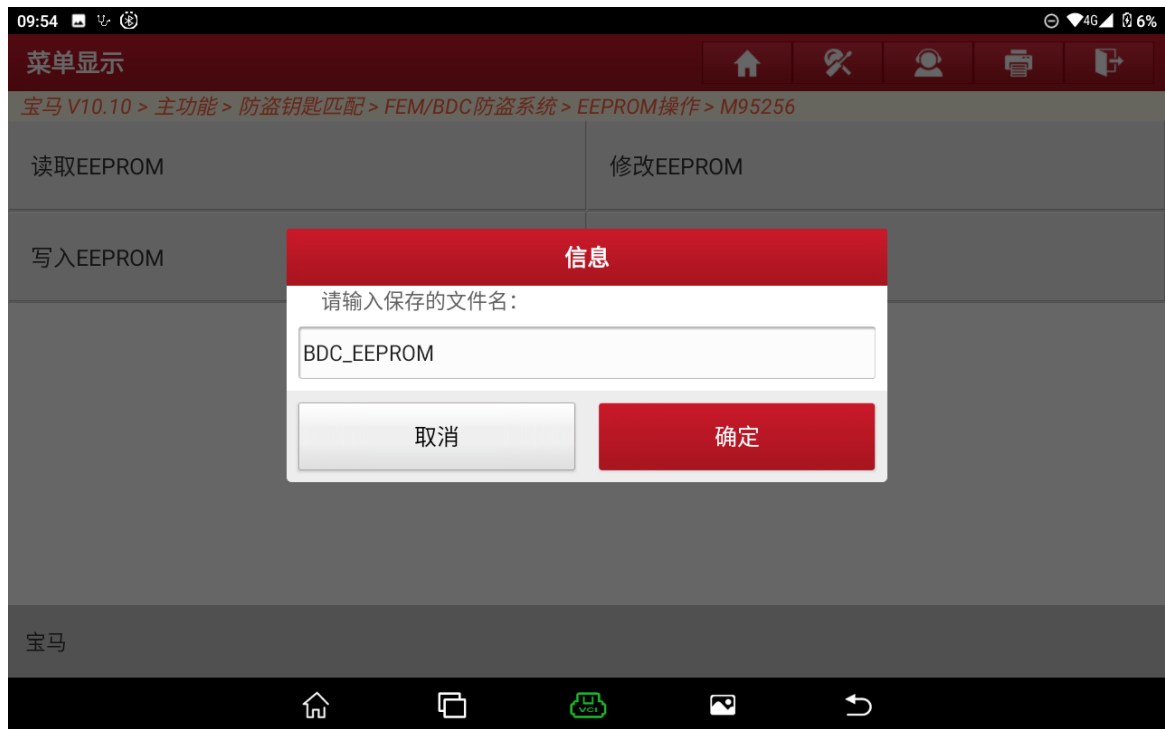 09:54 4G 6%
菜单显示
宝马 V10.10 > 主功能 > 防盗钥匙匹配 > FEM/BDC防盗系统 > EEPROM操作 > M95256
读取EEPROM 修改EEPROM
写入EEPROM
信息
请输入保存的文件名：
BDC_EEPROM
取消 确定
宝马
VCI